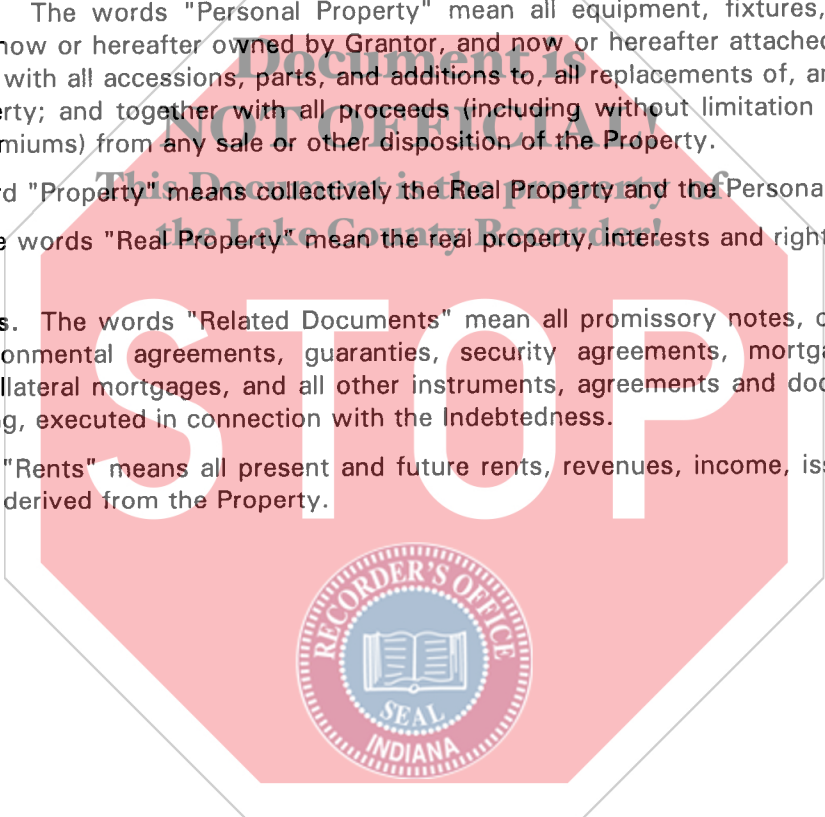 The words "Personal Property" mean all equipment, fixtures,
now or hereafter owned by Grantor, and now or hereafter attached
Document is
with all accessions, parts, and additions to, all replacements of, an
rty; and together with all proceeds (including without limitation
NOT OFFICIAL!
miums) from any sale or other disposition of the Property.
This Document is the property of
d "Property" means collectively the Real Property and the Persona
the Lake County Recorder!
e words "Real Property" mean the real property, interests and right
s. The words "Related Documents" mean all promissory notes, c
onmental agreements, guaranties, security agreements, mortga
llateral mortgages, and all other instruments, agreements and doc
g, executed in connection with the Indebtedness.
"Rents" means all present and future rents, revenues, income, iss
derived from the Property.
STOP
RECORDER'S OFFICE
SEAL
INDIANA